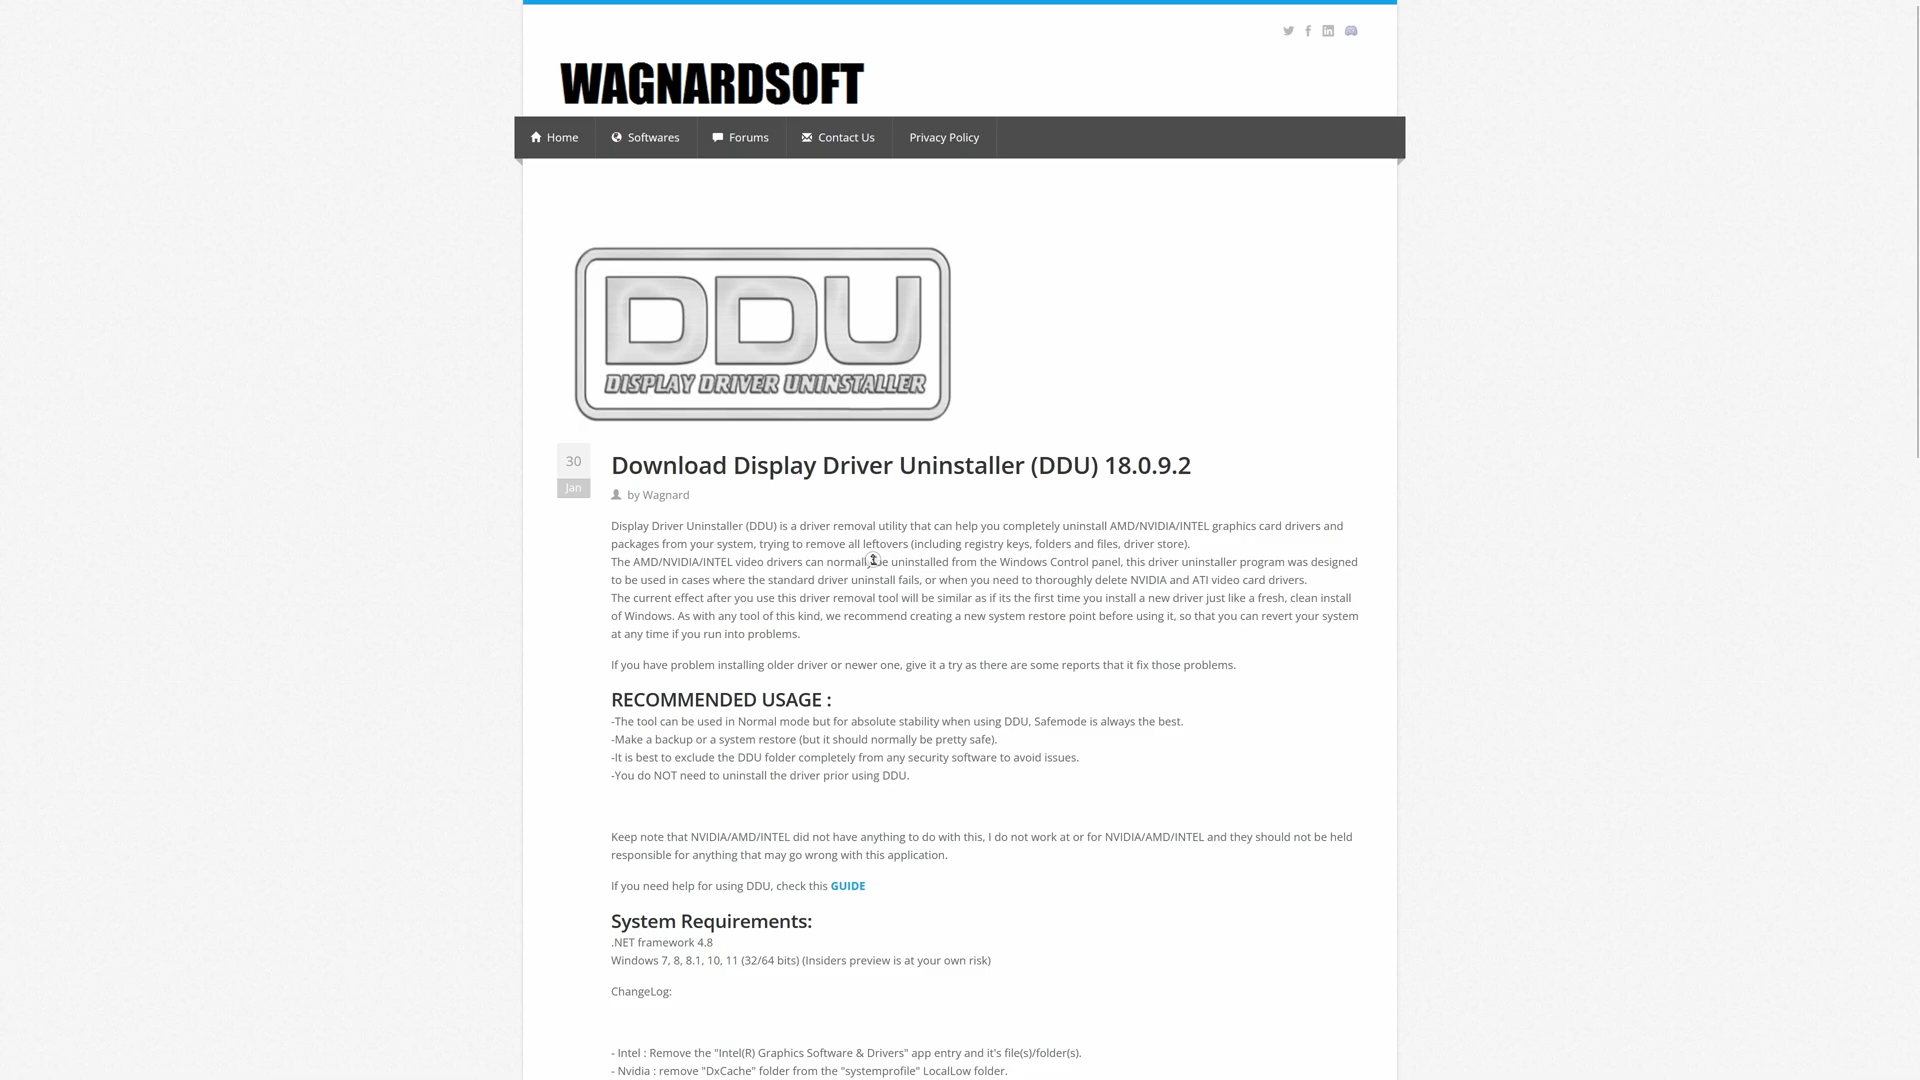 WAGNARDSOFT
Home Softwares Forums Contact Us Privacy Policy
DDU
DISPLAY DRIVER UNINSTALLER
30
Jan
Download Display Driver Uninstaller (DDU) 18.0.9.2
by Wagnard
Display Driver Uninstaller (DDU) is a driver removal utility that can help you completely uninstall AMD/NVIDIA/INTEL graphics card drivers and
packages from your system, trying to remove all leftovers (including registry keys, folders and files, driver store).
The AMD/NVIDIA/INTEL video drivers can normally be uninstalled from the Windows Control panel, this driver uninstaller program was designed
to be used in cases where the standard driver uninstall fails, or when you need to thoroughly delete NVIDIA and ATI video card drivers.
The current effect after you use this driver removal tool will be similar as if its the first time you install a new driver just like a fresh, clean install
of Windows. As with any tool of this kind, we recommend creating a new system restore point before using it, so that you can revert your system
at any time if you run into problems.
If you have problem installing older driver or newer one, give it a try as there are some reports that it fix those problems.
RECOMMENDED USAGE :
-The tool can be used in Normal mode but for absolute stability when using DDU, Safemode is always the best.
-Make a backup or a system restore (but it should normally be pretty safe).
-It is best to exclude the DDU folder completely from any security software to avoid issues.
-You do NOT need to uninstall the driver prior using DDU.
Keep note that NVIDIA/AMD/INTEL did not have anything to do with this, I do not work at or for NVIDIA/AMD/INTEL and they should not be held
responsible for anything that may go wrong with this application.
If you need help for using DDU, check this GUIDE
System Requirements:
.NET framework 4.8
Windows 7, 8, 8.1, 10, 11 (32/64 bits) (Insiders preview is at your own risk)
ChangeLog:
- Intel : Remove the "Intel(R) Graphics Software & Drivers" app entry and it's file(s)/folder(s).
- Nvidia : remove "DxCache" folder from the "systemprofile" LocalLow folder.